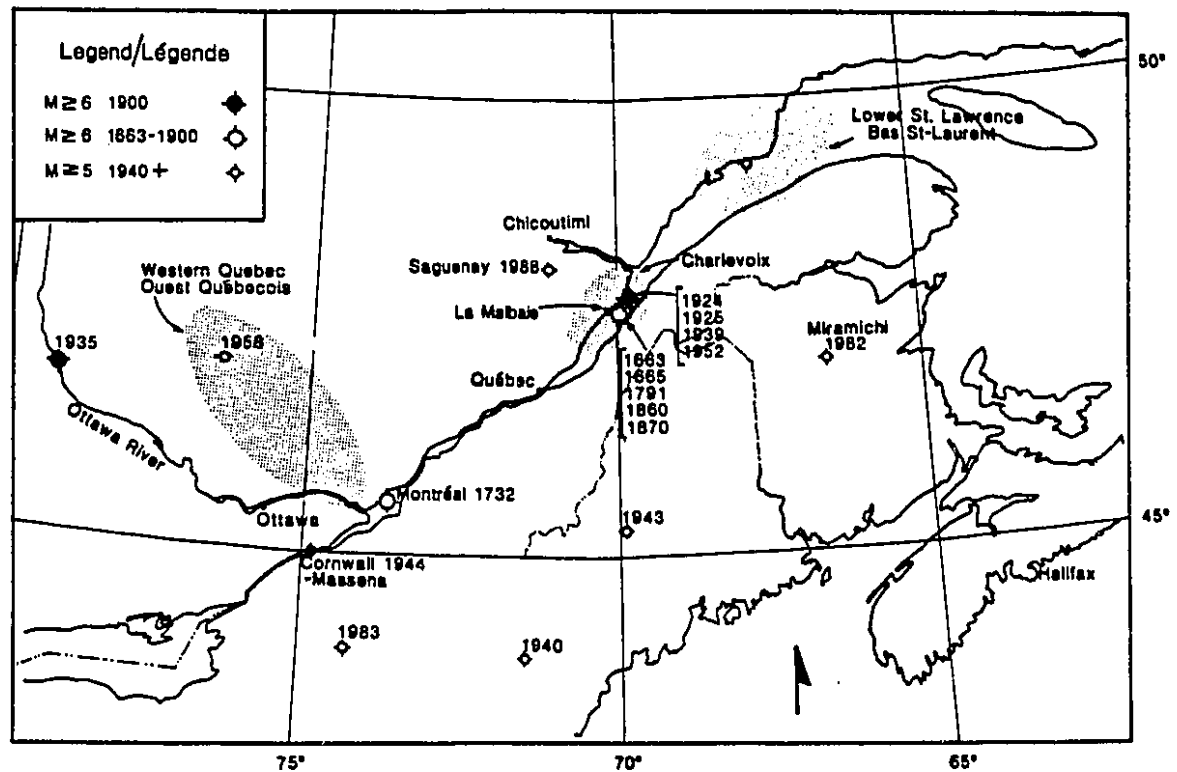 Legend/Légende
M≥6 1900
M≥6 1663-1900
M≥5 1940+
50°
Lower St. Lawrence
Bas St-Laurent
Chicoutimi
Charlevoix
Saguenay 1988
Western Quebec
Ouest Québecois
La Malbaie
1924
1925
1939
1952
Miramichi
1982
1935
1958
1663
1665
1791
1860
1870
Québec
Ottawa River
Montréal 1732
Ottawa
1943
45°
Cornwall 1944
-Massena
Halifax
1983
1940
75°
70°
65°